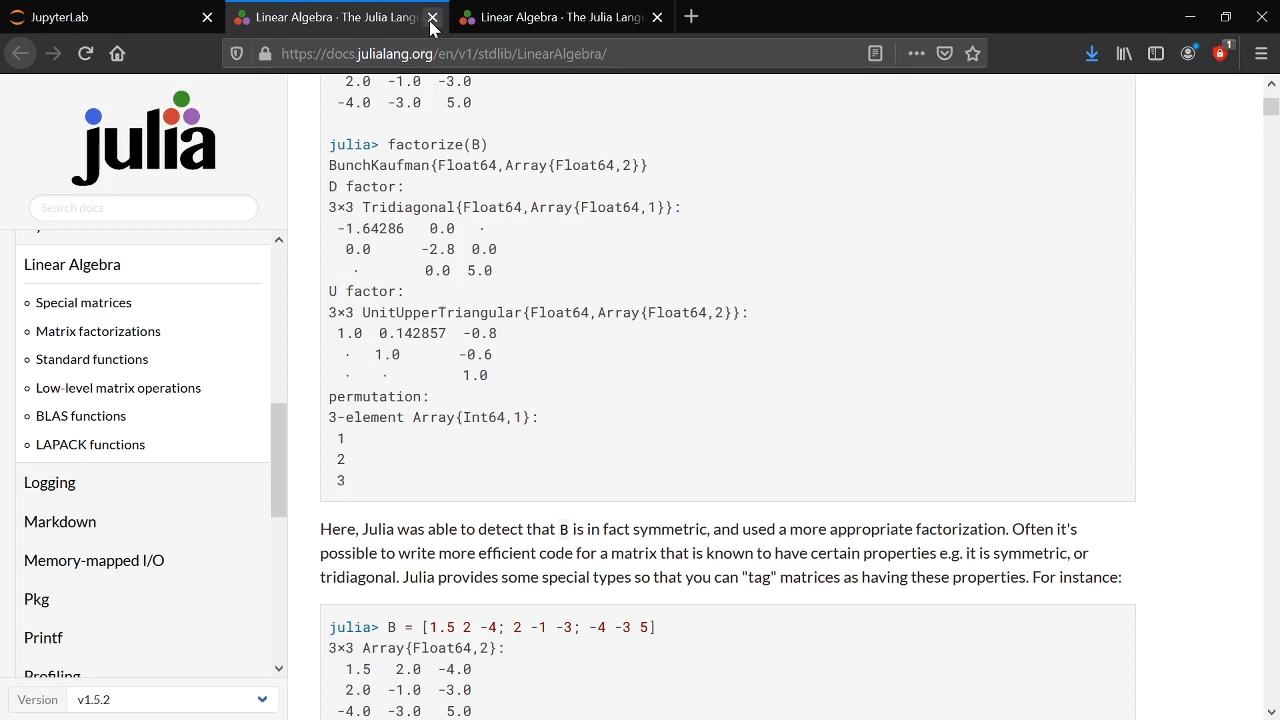 JupyterLab
Linear Algebra · The Julia Langu
Linear Algebra · The Julia Langu
https://docs.julialang.org/en/v1/stdlib/LinearAlgebra/
1
julia
Search docs
Linear Algebra
Special matrices
Matrix factorizations
Standard functions
Low-level matrix operations
BLAS functions
LAPACK functions
Logging
Markdown
Memory-mapped I/O
Pkg
Printf
Profiling
Version v1.5.2
2.0 -1.0 -3.0
-4.0 -3.0 5.0
julia> factorize(B)
BunchKaufman{Float64,Array{Float64,2}}
D factor:
3×3 Tridiagonal{Float64,Array{Float64,1}}:
-1.64286 0.0 ⋅
0.0 -2.8 0.0
⋅ 0.0 5.0
U factor:
3×3 UnitUpperTriangular{Float64,Array{Float64,2}}:
1.0 0.142857 -0.8
⋅ 1.0 -0.6
⋅ ⋅ 1.0
permutation:
3-element Array{Int64,1}:
1
2
3
Here, Julia was able to detect that B is in fact symmetric, and used a more appropriate factorization. Often it's
possible to write more efficient code for a matrix that is known to have certain properties e.g. it is symmetric, or
tridiagonal. Julia provides some special types so that you can "tag" matrices as having these properties. For instance:
julia> B = [1.5 2 -4; 2 -1 -3; -4 -3 5]
3×3 Array{Float64,2}:
1.5 2.0 -4.0
2.0 -1.0 -3.0
-4.0 -3.0 5.0